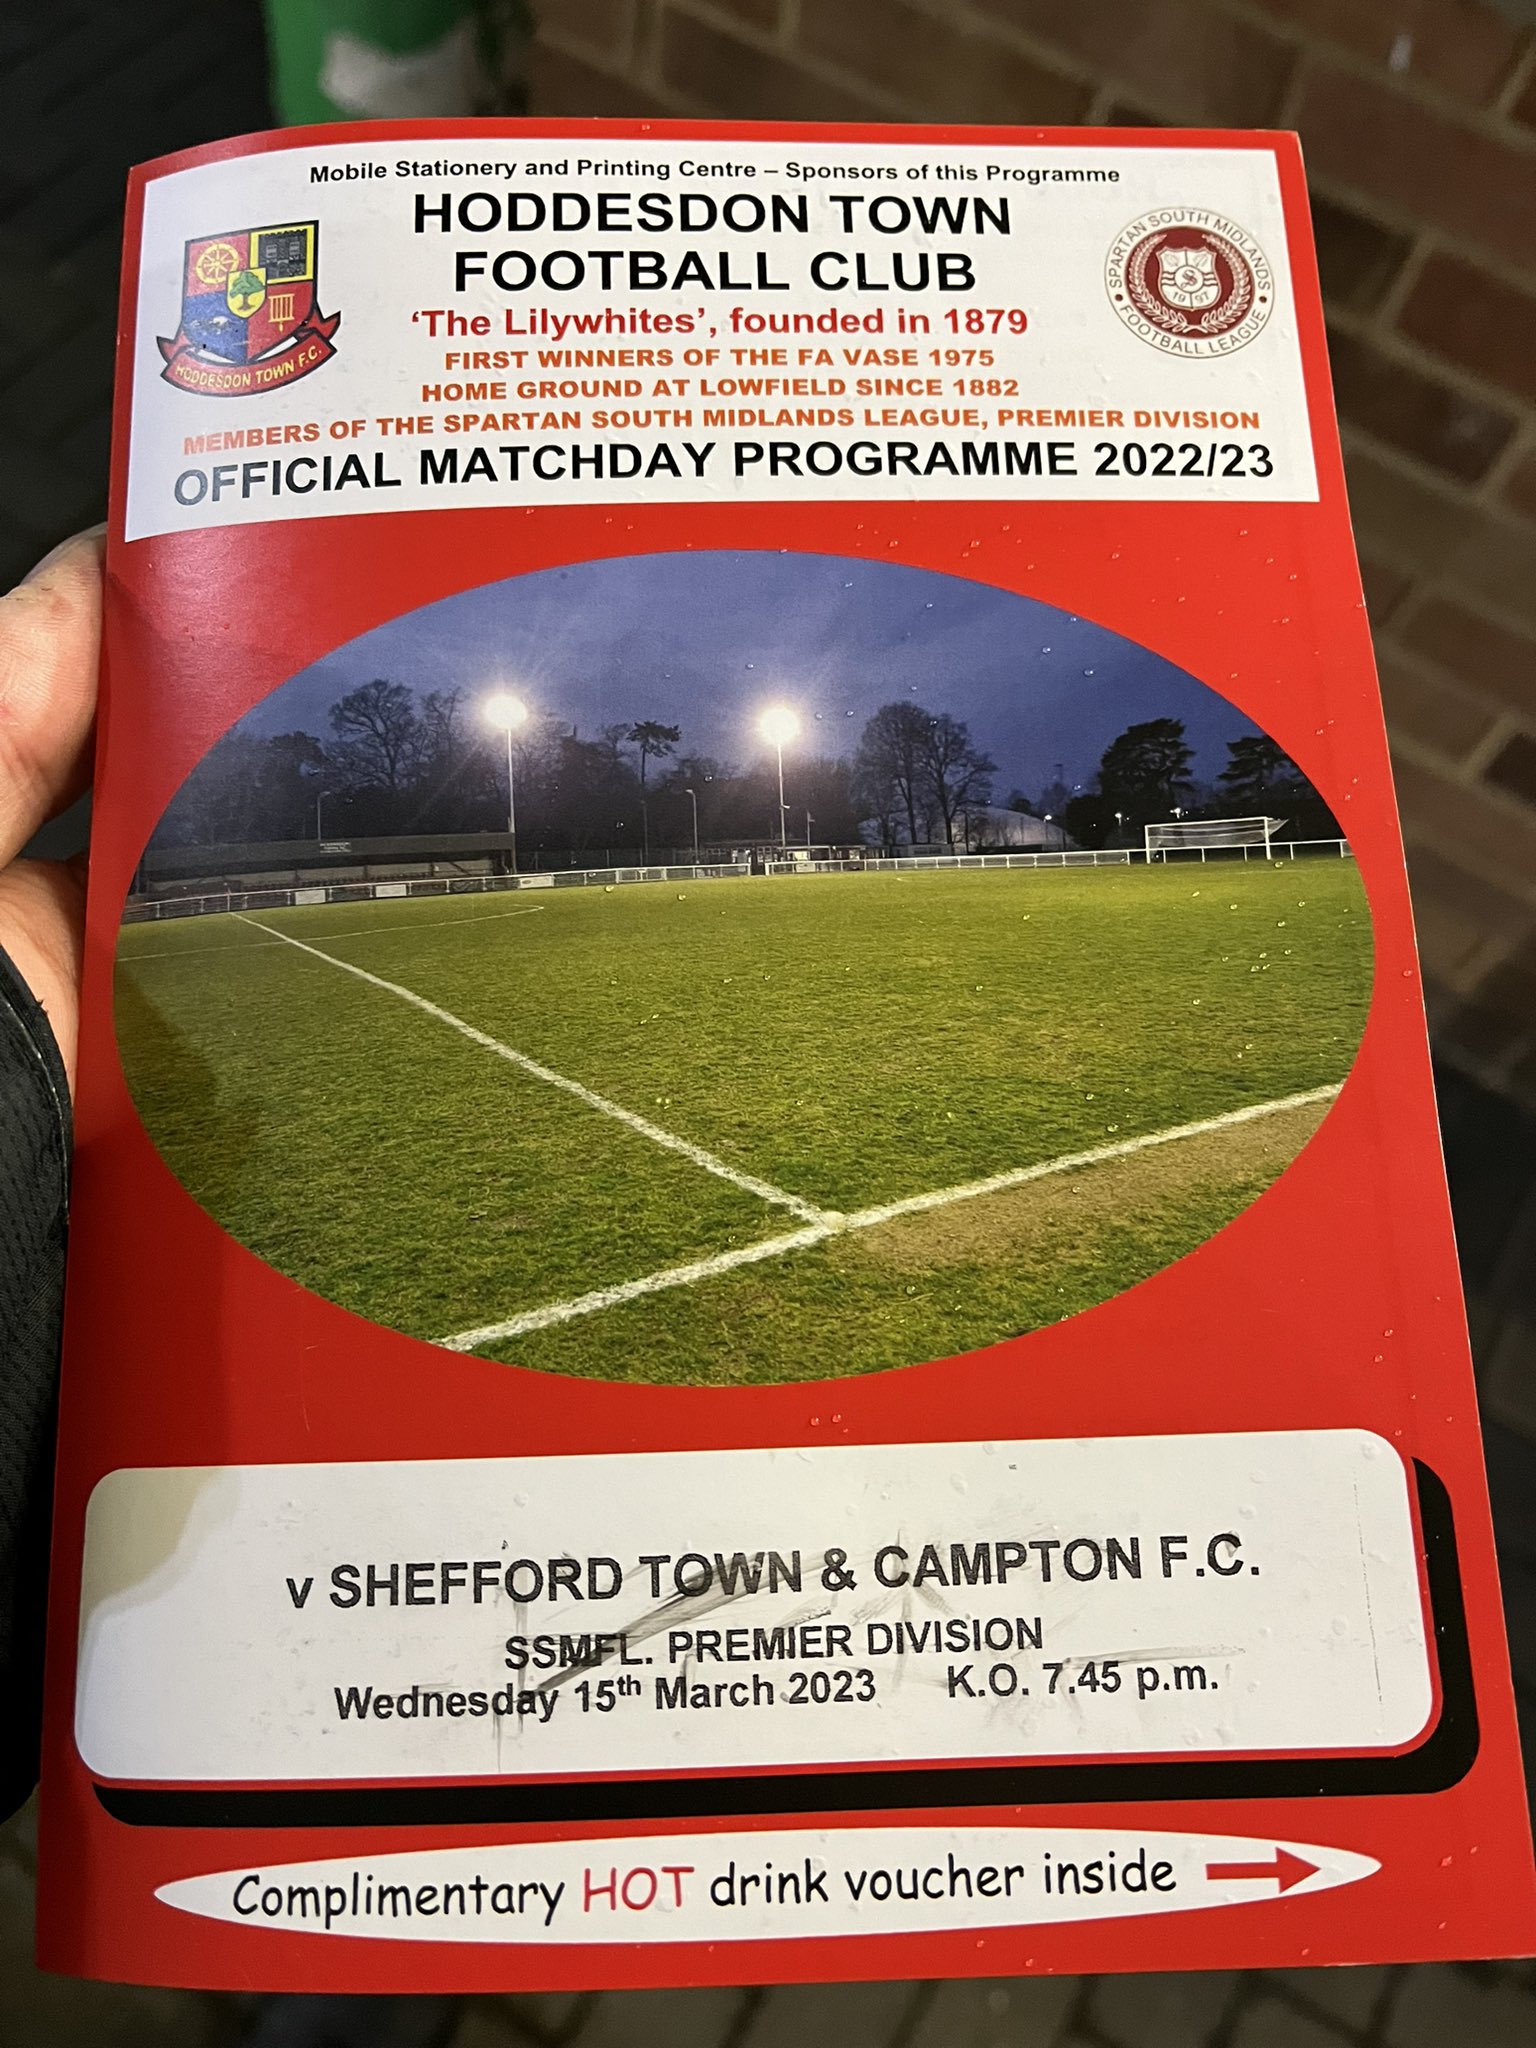 Mobile Stationery and Printing Centre – Sponsors of this Programme
HODDESDON TOWN
FOOTBALL CLUB
‘The Lilywhites’, founded in 1879
FIRST WINNERS OF THE FA VASE 1975
HOME GROUND AT LOWFIELD SINCE 1882
MEMBERS OF THE SPARTAN SOUTH MIDLANDS LEAGUE, PREMIER DIVISION
OFFICIAL MATCHDAY PROGRAMME 2022/23
HODDESDON TOWN F.C.
SPARTAN SOUTH MIDLANDS
FOOTBALL LEAGUE
1997
v SHEFFORD TOWN & CAMPTON F.C.
SSMFL. PREMIER DIVISION
Wednesday 15th March 2023 K.O. 7.45 p.m.
Complimentary HOT drink voucher inside